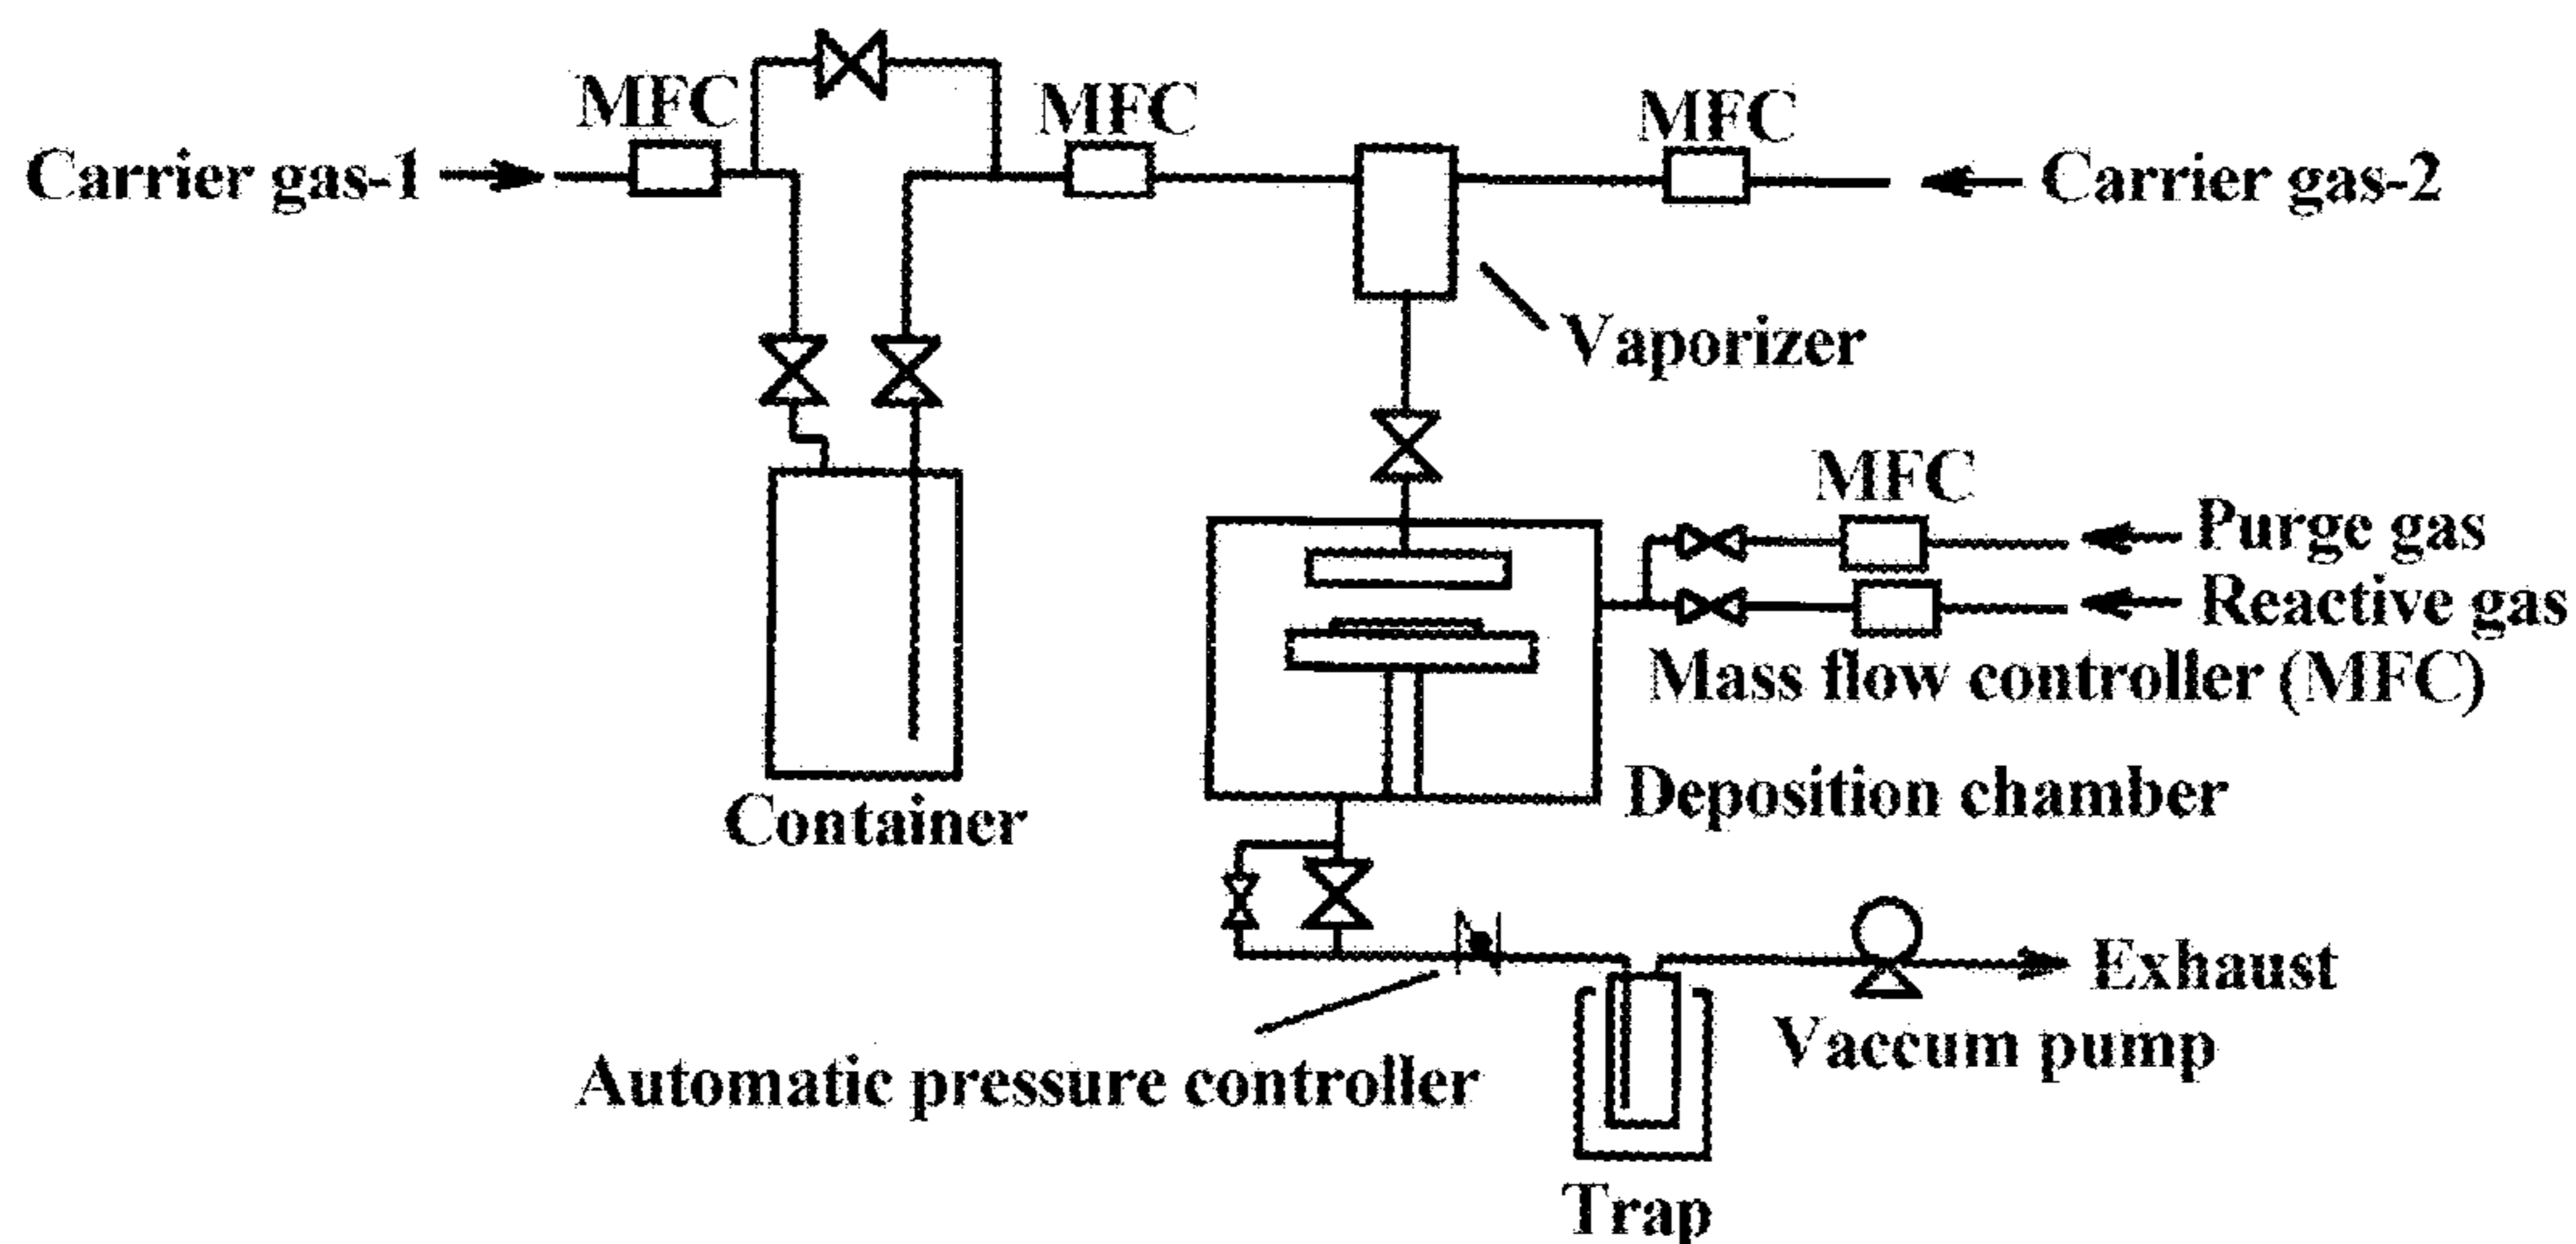 MFC
MFC
MFC
Carrier gas-1
Carrier gas-2
Vaporizer
MFC
Purge gas
Reactive gas
Mass flow controller (MFC)
Container
Deposition chamber
Exhaust
Vaccum pump
Automatic pressure controller
Trap